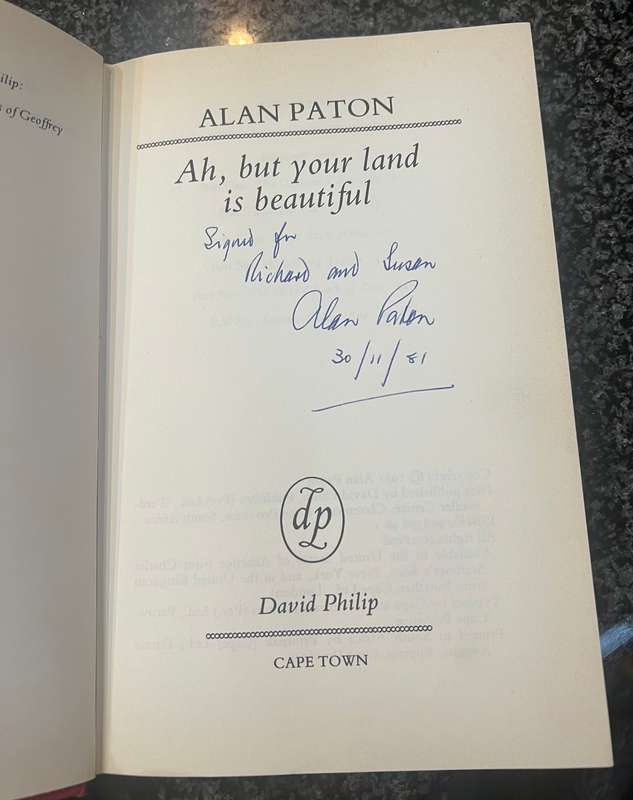 ilip:
s of Geoffrey
ALAN PATON
Ah, but your land
is beautiful
Signed for
Richard and Susan
Alan Paton
30/11/81
dp
David Philip
CAPE TOWN